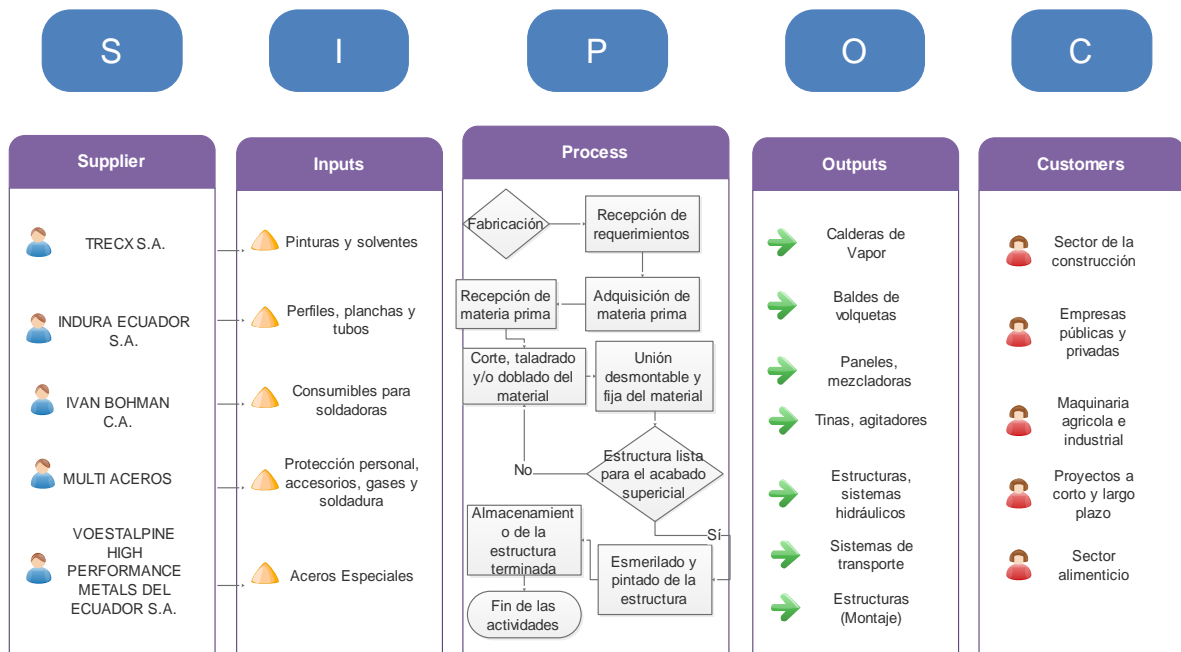 S
I
P
O
C
Supplier
TRECX S.A.
INDURA ECUADOR
S.A.
IVAN BOHMAN
C.A.
MULTI ACEROS
VOESTALPINE
HIGH
PERFORMANCE
METALS DEL
ECUADOR S.A.
Inputs
Pinturas y solventes
Perfiles, planchas y
tubos
Consumibles para
soldadoras
Protección personal,
accesorios, gases y
soldadura
Aceros Especiales
Process
Fabricación
Recepción de
requerimientos
Adquisición de
materia prima
Recepción de
materia prima
Corte, taladrado
y/o doblado del
material
Unión
desmontable y
fija del material
Estructura lista
para el acabado
supericial
No
Sí
Esmerilado y
pintado de la
estructura
Almacenamient
o de la
estructura
terminada
Fin de las
actividades
Outputs
Calderas de
Vapor
Baldes de
volquetas
Paneles,
mezcladoras
Tinas, agitadores
Estructuras,
sistemas
hidráulicos
Sistemas de
transporte
Estructuras
(Montaje)
Customers
Sector de la
construcción
Empresas
públicas y
privadas
Maquinaria
agricola e
industrial
Proyectos a
corto y largo
plazo
Sector
alimenticio